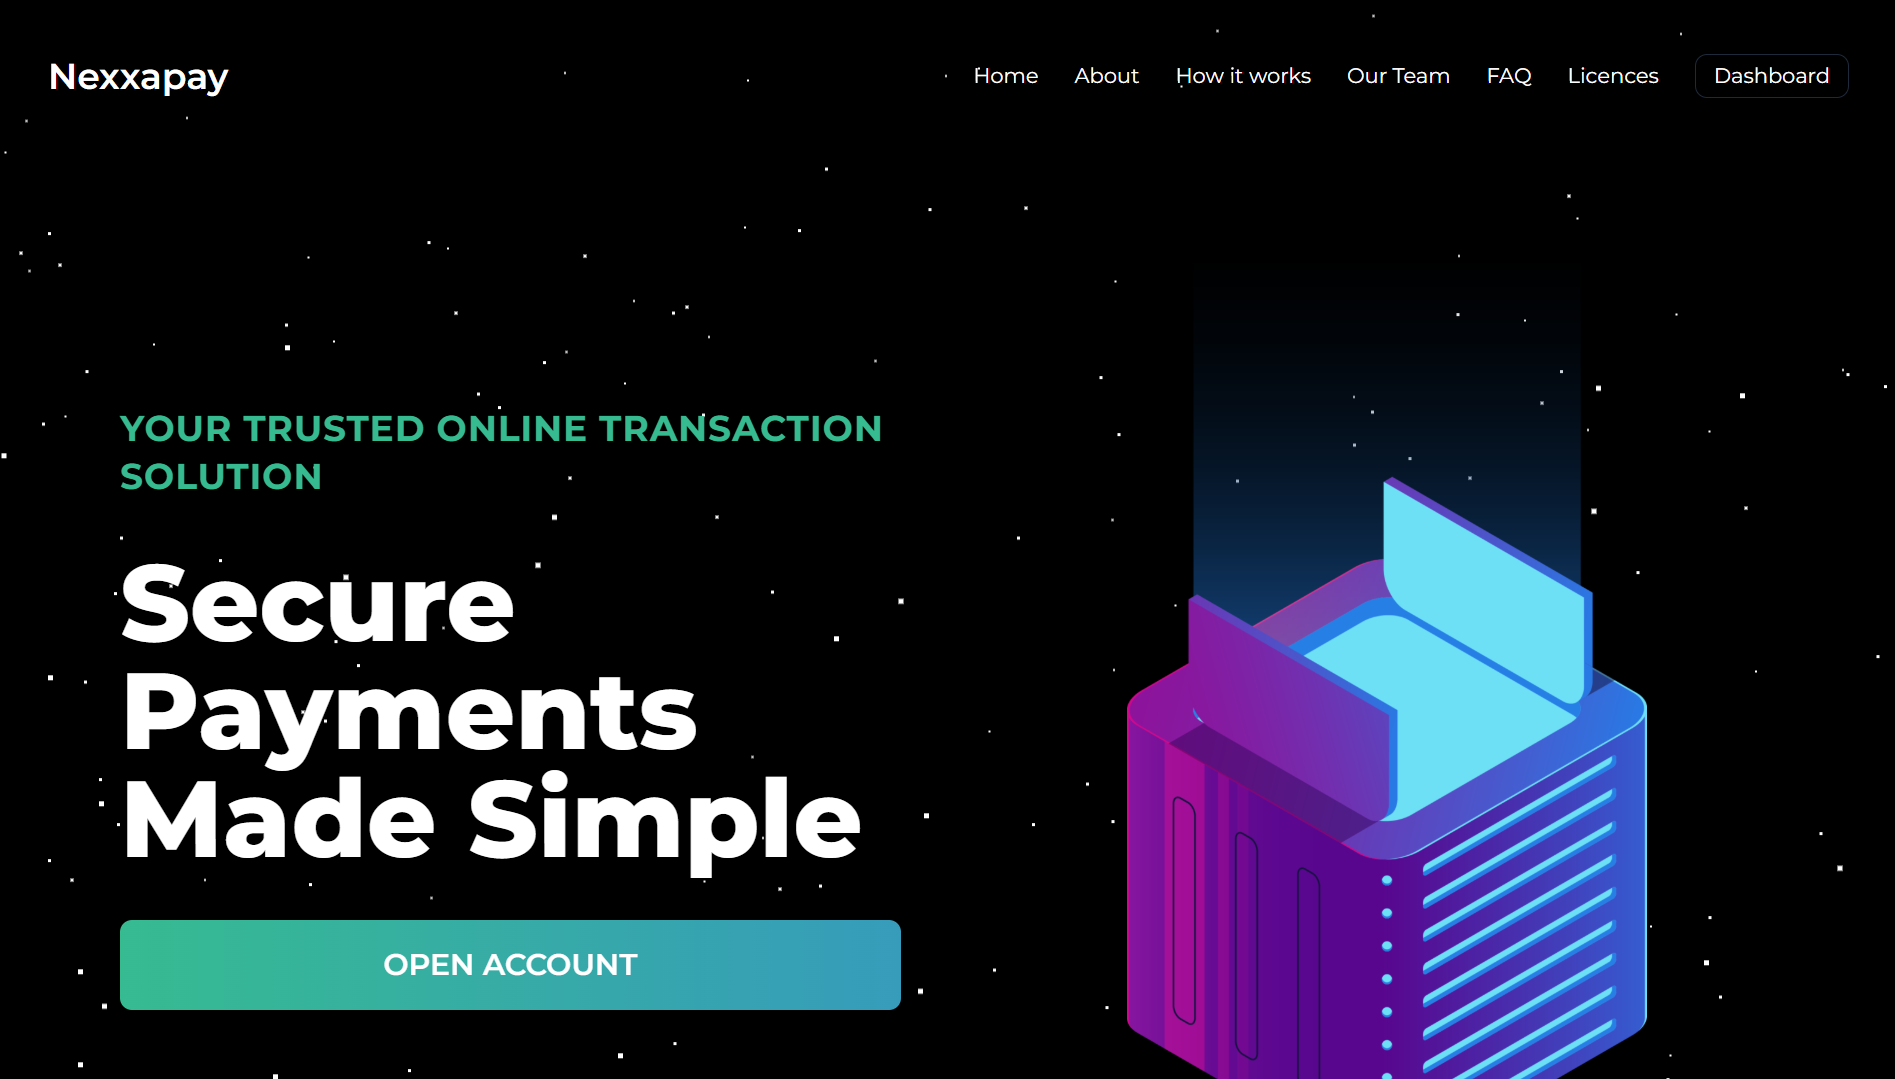 Nexxapay
Home About How it works Our Team FAQ Licences Dashboard
YOUR TRUSTED ONLINE TRANSACTION
SOLUTION
Secure
Payments
Made Simple
OPEN ACCOUNT